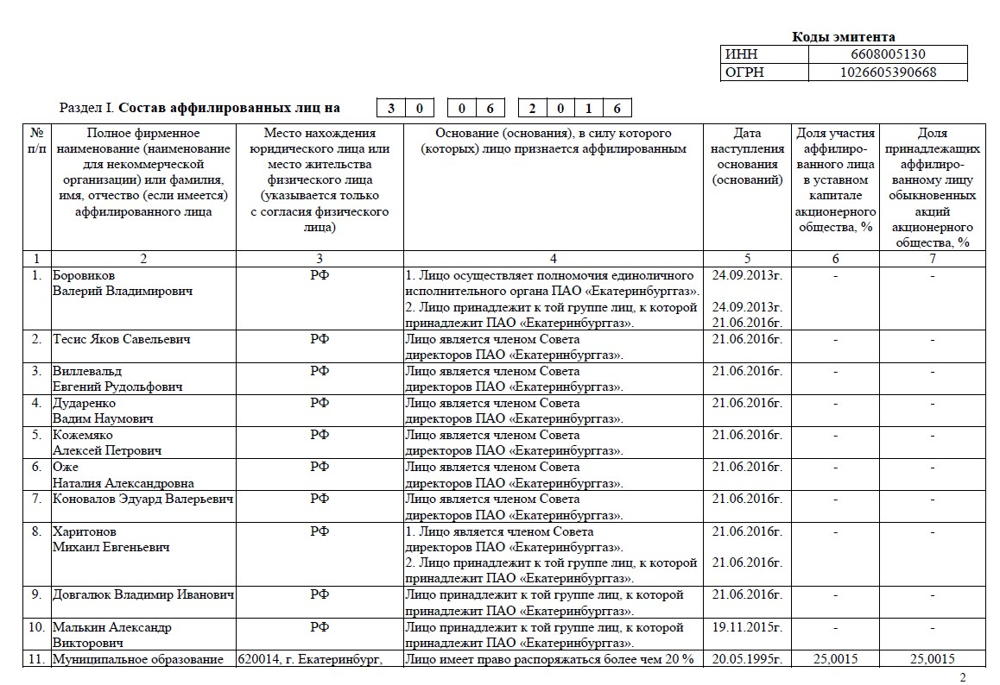 Коды эмитента
ИНН 6608005130
ОГРН 1026605390668
Раздел I. Состав аффилированных лиц на 3 0 0 6 2 0 1 6
№ п/п
Полное фирменное
наименование (наименование
для некоммерческой
организации) или фамилия,
имя, отчество (если имеется)
аффилированного лица
Место нахождения
юридического лица или
место жительства
физического лица
(указывается только
с согласия физического
лица)
Основание (основания), в силу которого
(которых) лицо признается аффилированным
Дата
наступления
основания
(оснований)
Доля участия
аффилиро-
ванного лица
в уставном
капитале
акционерного
общества, %
Доля
принадлежащих
аффилиро-
ванному лицу
обыкновенных
акций
акционерного
общества, %
1 2 3 4 5 6 7
1. Боровиков РФ 1. Лицо осуществляет полномочия единоличного 24.09.2013г. - -
Валерий Владимирович исполнительного органа ПАО «Екатеринбурггаз».
2. Лицо принадлежит к той группе лиц, к которой 24.09.2013г.
принадлежит ПАО «Екатеринбурггаз». 21.06.2016г.
2. Тесис Яков Савельевич РФ Лицо является членом Совета 21.06.2016г. - -
директоров ПАО «Екатеринбурггаз».
3. Виллевальд РФ Лицо является членом Совета 21.06.2016г. - -
Евгений Рудольфович директоров ПАО «Екатеринбурггаз».
4. Дударенко РФ Лицо является членом Совета 21.06.2016г. - -
Вадим Наумович директоров ПАО «Екатеринбурггаз».
5. Кожемяко РФ Лицо является членом Совета 21.06.2016г. - -
Алексей Петрович директоров ПАО «Екатеринбурггаз».
6. Оже РФ Лицо является членом Совета 21.06.2016г. - -
Наталия Александровна директоров ПАО «Екатеринбурггаз».
7. Коновалов Эдуард Валерьевич РФ Лицо является членом Совета 21.06.2016г. - -
директоров ПАО «Екатеринбурггаз».
8. Харитонов РФ 1. Лицо является членом Совета 21.06.2016г. - -
Михаил Евгеньевич директоров ПАО «Екатеринбурггаз».
2. Лицо принадлежит к той группе лиц, к которой 21.06.2016г.
принадлежит ПАО «Екатеринбурггаз».
9. Довгалюк Владимир Иванович РФ Лицо принадлежит к той группе лиц, к которой 21.06.2016г. - -
принадлежит ПАО «Екатеринбурггаз».
10. Малькин Александр РФ Лицо принадлежит к той группе лиц, к которой 19.11.2015г. - -
Викторович принадлежит ПАО «Екатеринбурггаз».
11. Муниципальное образование 620014, г. Екатеринбург, Лицо имеет право распоряжаться более чем 20 % 20.05.1995г. 25,0015 25,0015
2